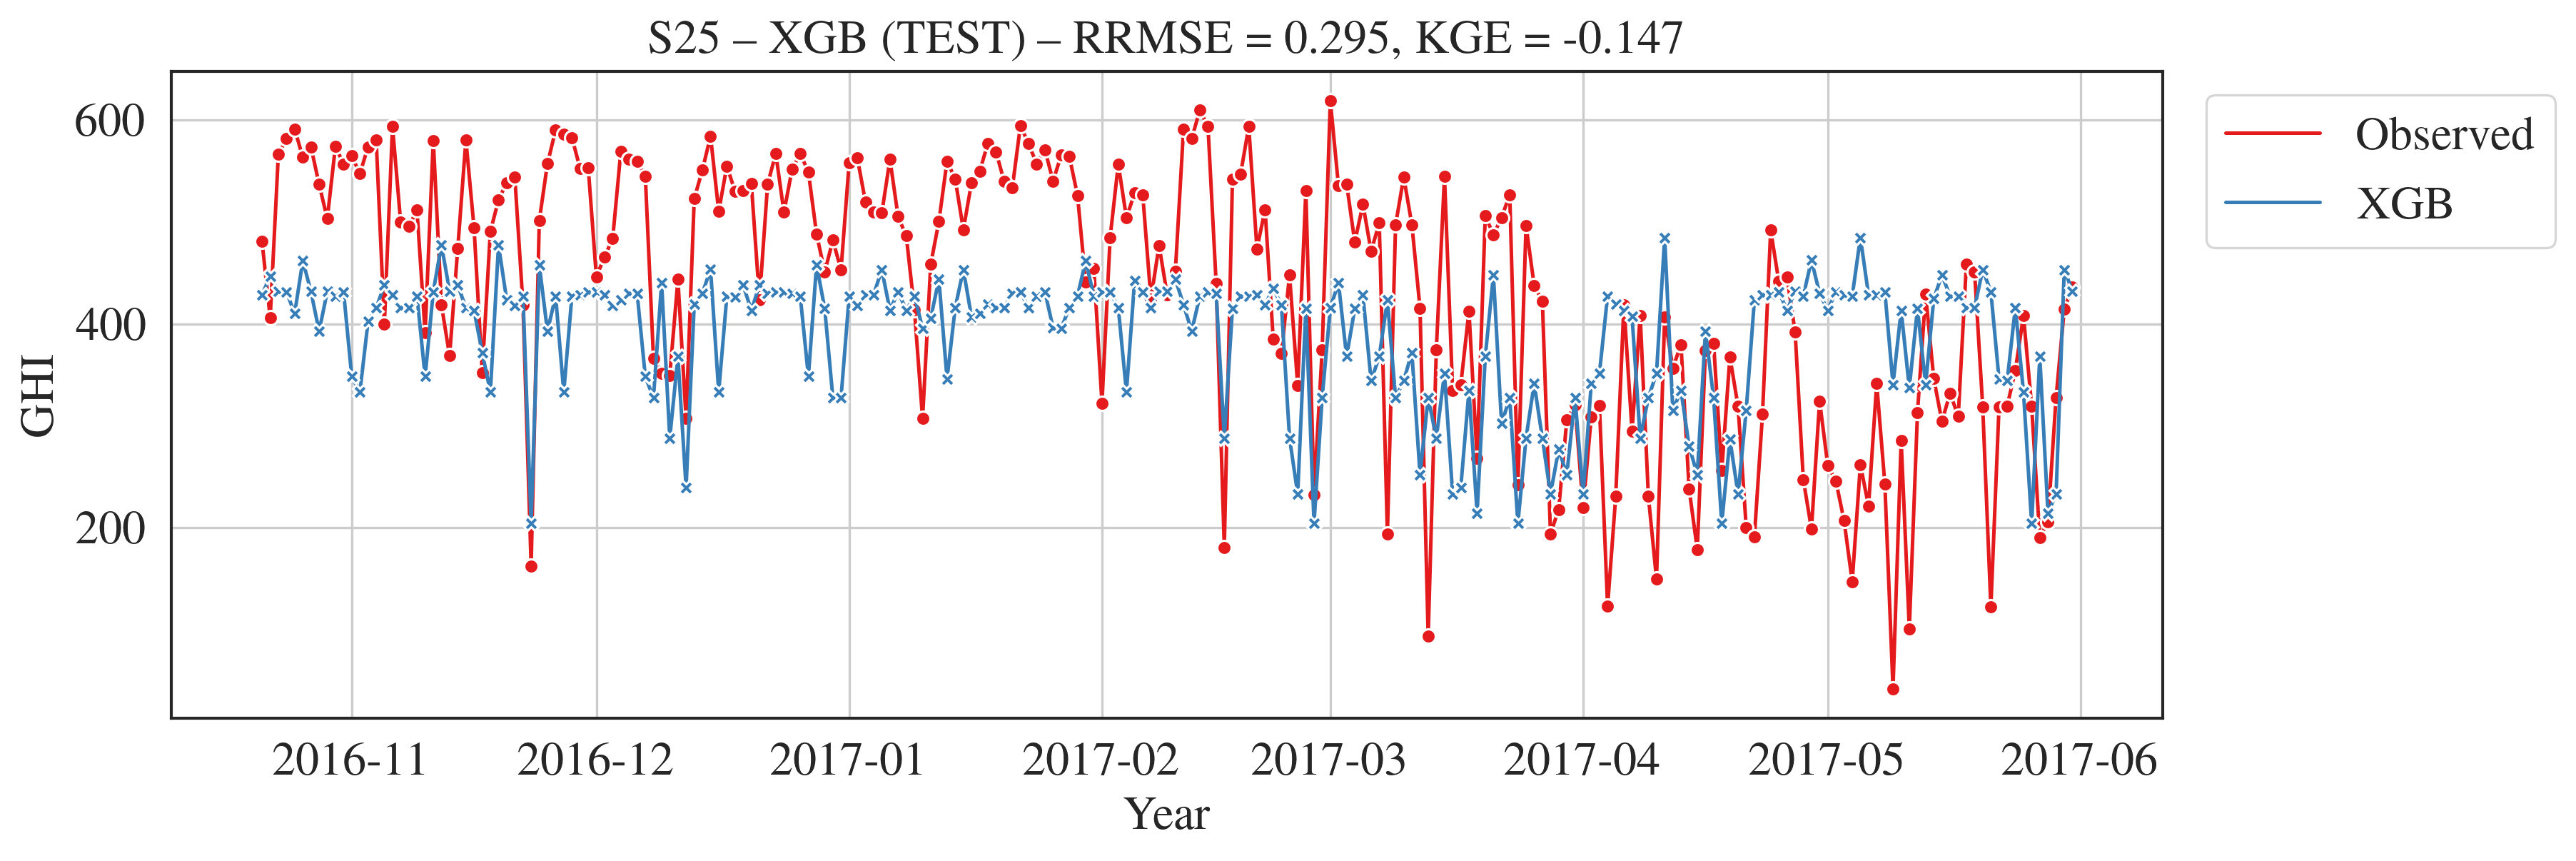 S25 – XGB (TEST) – RRMSE = 0.295, KGE = -0.147
600
400
200
GHI
2016-11 2016-12 2017-01 2017-02 2017-03 2017-04 2017-05 2017-06
Year
Observed
XGB